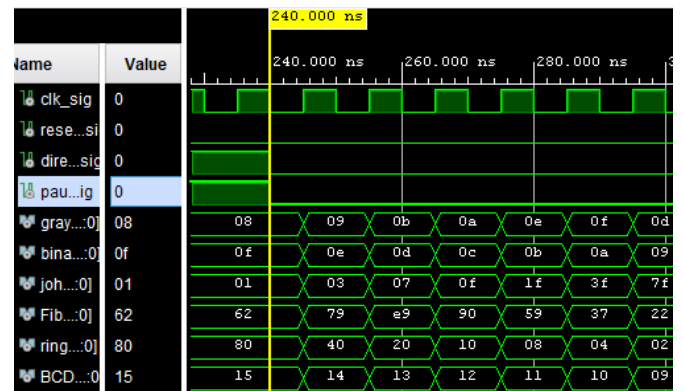 240.000 ns
Name Value
240.000 ns 260.000 ns 280.000 ns 3
clk_sig 0
rese...si 0
dire...sig 0
pau...ig 0
gray...:0] 08 08 09 0b 0a 0e 0f 0d
bina...:0] 0f 0f 0e 0d 0c 0b 0a 09
joh...:0] 01 01 03 07 0f 1f 3f 7f
Fib...:0] 62 62 79 e9 90 59 37 22
ring...:0] 80 80 40 20 10 08 04 02
BCD...:0 15 15 14 13 12 11 10 09